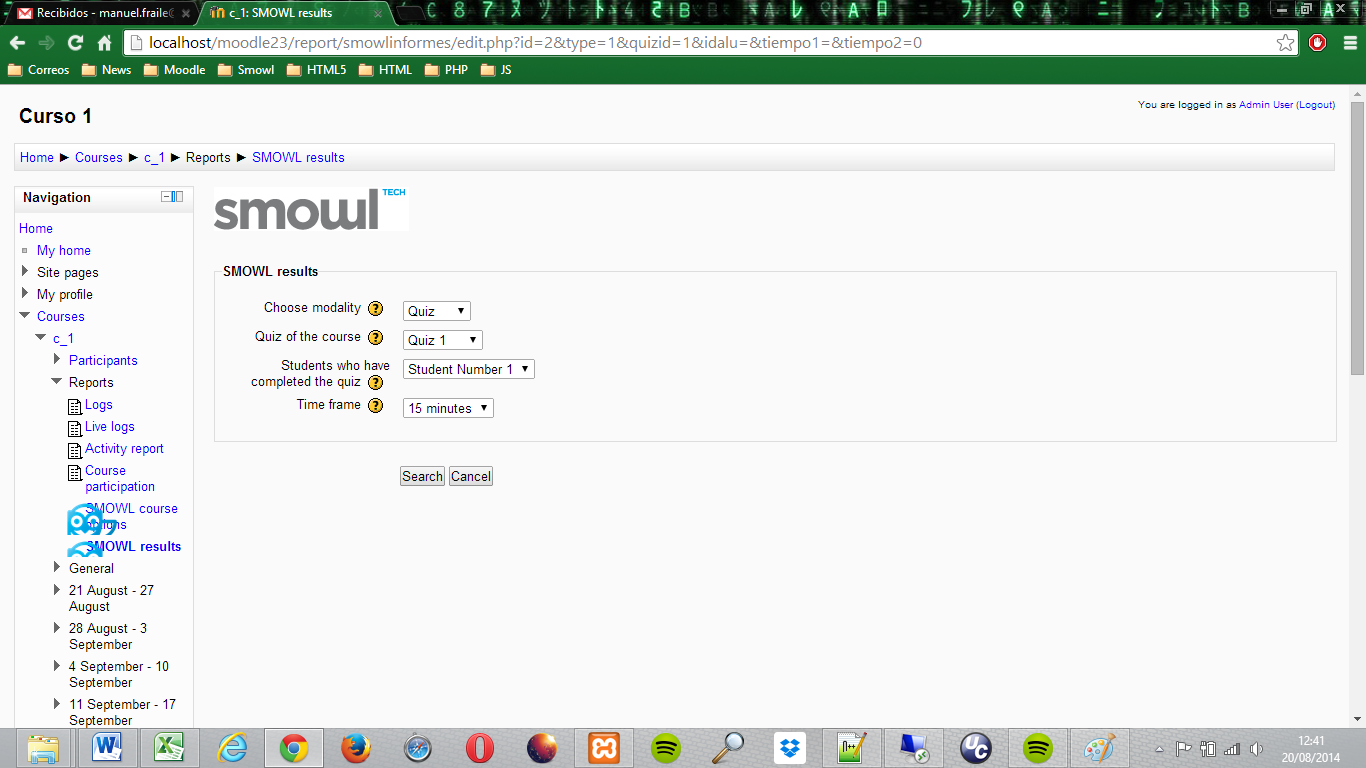 Recibidos - manuel.fraile@
c_1: SMOWL results
localhost/moodle23/report/smowlinformes/edit.php?id=2&type=1&quizid=1&idalu=&tiempo1=&tiempo2=0
Correos
News
Moodle
Smowl
HTML5
HTML
PHP
JS
Curso 1
You are logged in as Admin User (Logout)
Home ► Courses ► c_1 ► Reports ► SMOWL results
Navigation
Home
My home
Site pages
My profile
Courses
c_1
Participants
Reports
Logs
Live logs
Activity report
Course
participation
SMOWL course
SMOWL results
General
21 August - 27
August
28 August - 3
September
4 September - 10
September
11 September - 17
September
smowl TECH
SMOWL results
Choose modality
Quiz
Quiz of the course
Quiz 1
Students who have
completed the quiz
Student Number 1
Time frame
15 minutes
Search
Cancel
12:41
20/08/2014